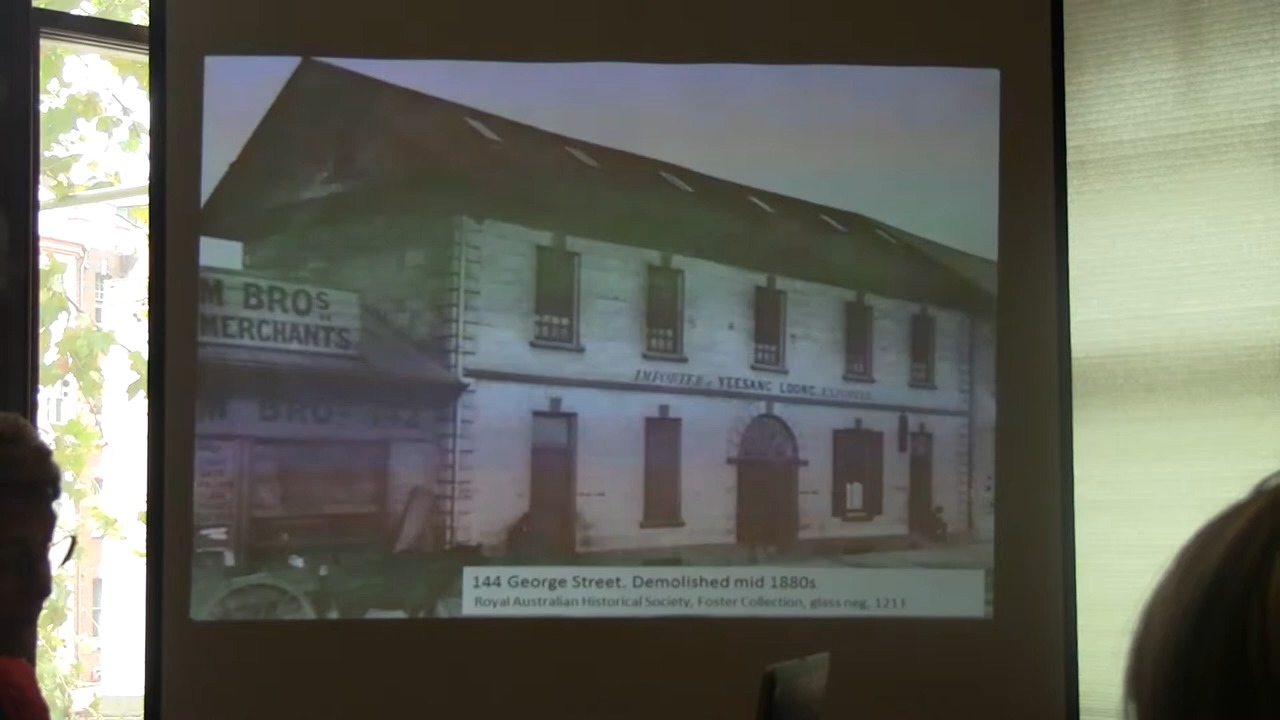 M BROS
MERCHANTS
M BRO
IMPORTER & YEESANG LOONG EXPORTER
144 George Street. Demolished mid 1880s
Royal Australian Historical Society, Foster Collection, glass neg, 121 F